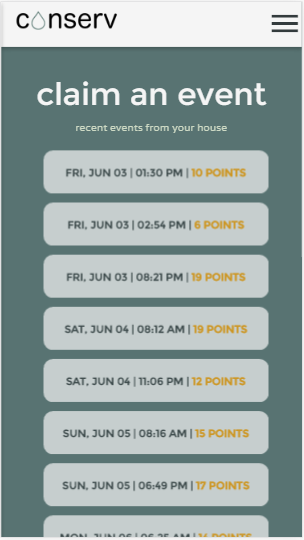 conserv
claim an event
recent events from your house
FRI, JUN 03 | 01:30 PM | 10 POINTS
FRI, JUN 03 | 02:54 PM | 6 POINTS
FRI, JUN 03 | 08:21 PM | 19 POINTS
SAT, JUN 04 | 08:12 AM | 19 POINTS
SAT, JUN 04 | 11:06 PM | 12 POINTS
SUN, JUN 05 | 08:16 AM | 15 POINTS
SUN, JUN 05 | 06:49 PM | 17 POINTS
MON, JUN 06 | 06:25 AM | 14 POINTS